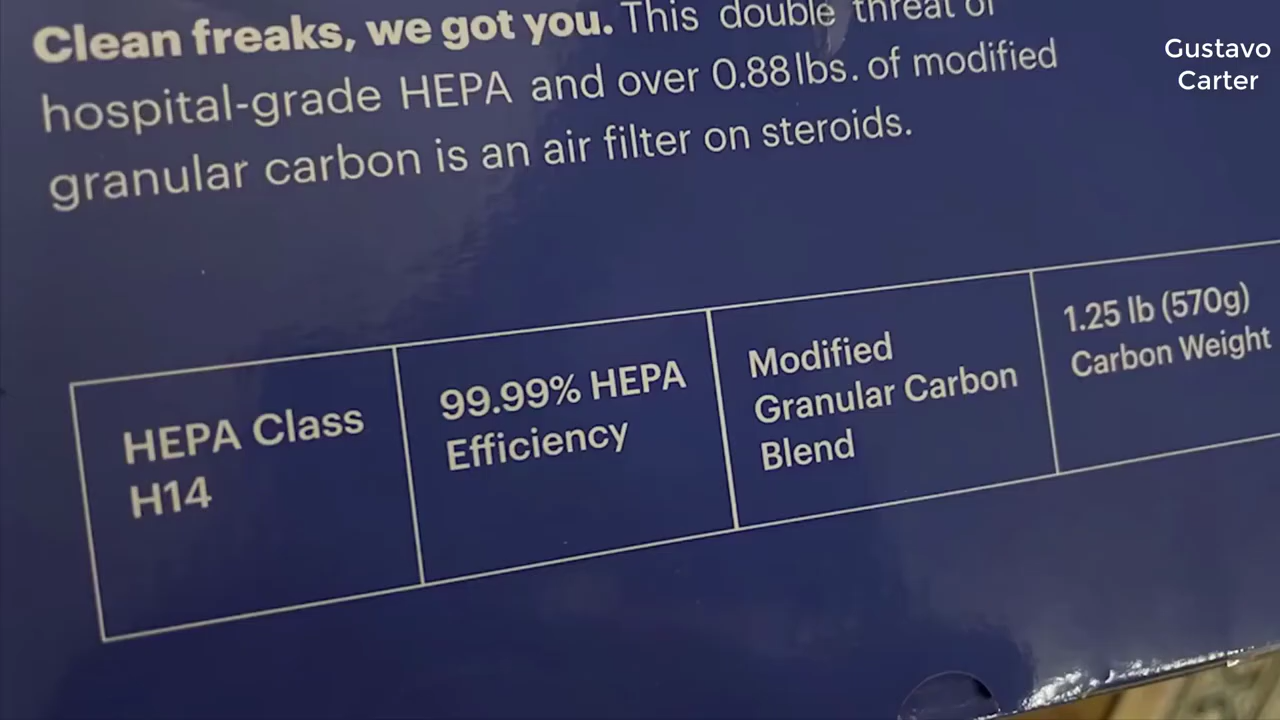 Clean freaks, we got you. This double threat of
hospital-grade HEPA and over 0.88lbs. of modified
granular carbon is an air filter on steroids.
Gustavo
Carter
HEPA Class
H14
99.99% HEPA
Efficiency
Modified
Granular Carbon
Blend
1.25 lb (570g)
Carbon Weight